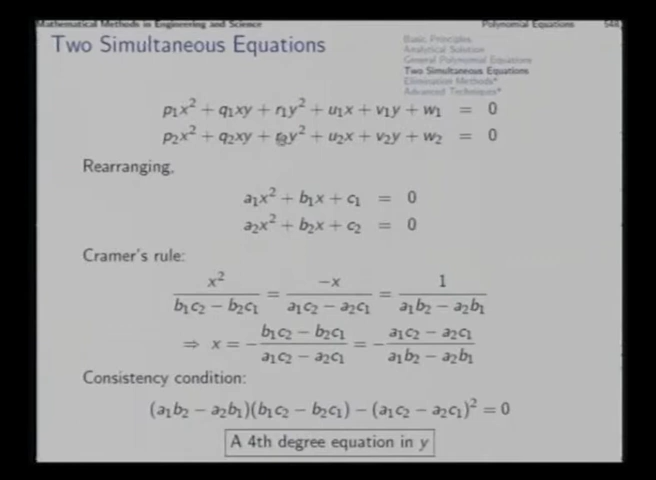 Mathematical Methods in Engineering and Science
Polynomial Equations
Two Simultaneous Equations
Basic Principles
Analytical Solution
General Polynomial Equations
Two Simultaneous Equations
Elimination Methods*
Advanced Techniques*
p₁x² + q₁xy + r₁y² + u₁x + v₁y + w₁ = 0
p₂x² + q₂xy + r₂y² + u₂x + v₂y + w₂ = 0
Rearranging,
a₁x² + b₁x + c₁ = 0
a₂x² + b₂x + c₂ = 0
Cramer's rule:
x² / (b₁c₂ − b₂c₁) = −x / (a₁c₂ − a₂c₁) = 1 / (a₁b₂ − a₂b₁)
⇒ x = − (b₁c₂ − b₂c₁) / (a₁c₂ − a₂c₁) = − (a₁c₂ − a₂c₁) / (a₁b₂ − a₂b₁)
Consistency condition:
(a₁b₂ − a₂b₁)(b₁c₂ − b₂c₁) − (a₁c₂ − a₂c₁)² = 0
A 4th degree equation in y